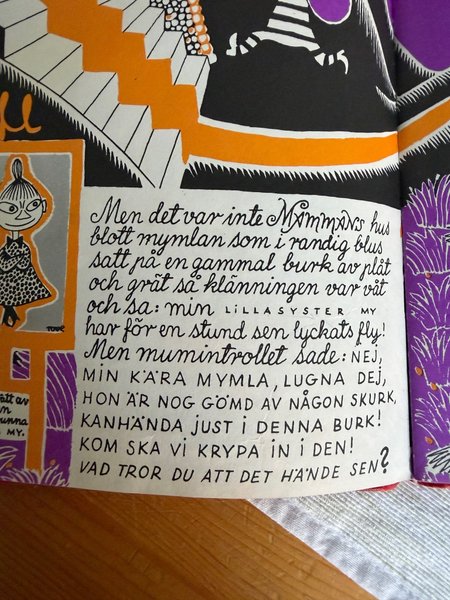 Men det var inte MAMMANS hus
blott mymlan som i randig blus
satt på en gammal burk av plåt
och grät så klänningen var våt
och sa: min LILLASYSTER MY
har för en stund sen lyckats fly!
Men mumintrollet sade: NEJ,
MIN KÄRA MYMLA, LUGNA DEJ,
HON ÄR NOG GÖMD AV NÅGON SKURK,
KANHÄNDA JUST I DENNA BURK!
KOM SKA VI KRYPA IN I DEN!
VAD TROR DU ATT DET HÄNDE SEN?
TOVE
MY.